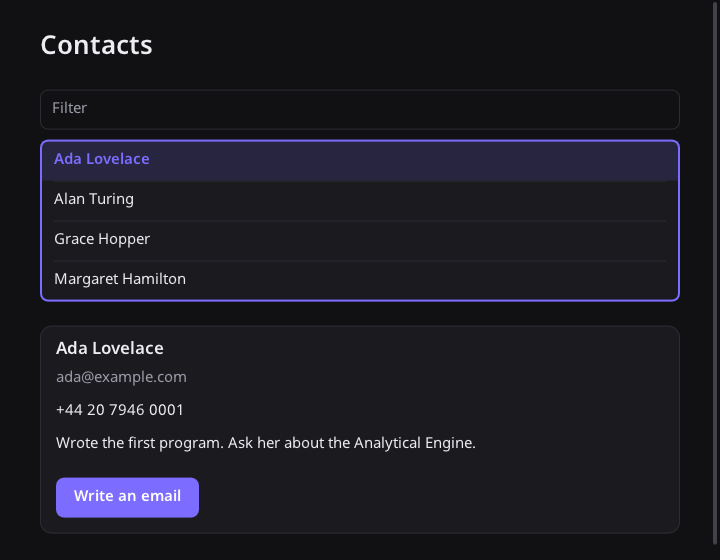 Contacts
Filter
Ada Lovelace
Alan Turing
Grace Hopper
Margaret Hamilton
Ada Lovelace
ada@example.com
+44 20 7946 0001
Wrote the first program. Ask her about the Analytical Engine.
Write an email